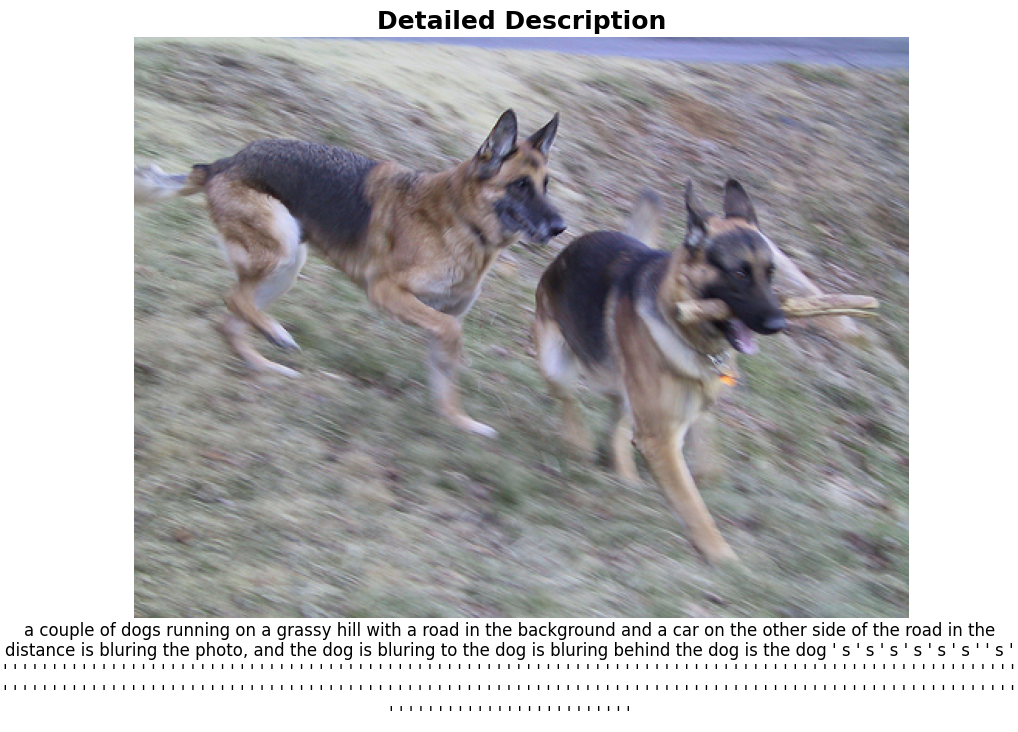 Detailed Description
a couple of dogs running on a grassy hill with a road in the background and a car on the other side of the road in the
distance is bluring the photo, and the dog is bluring to the dog is bluring behind the dog is the dog ' s ' s ' s ' s ' s ' s ' ' s '
' ' ' ' ' ' ' ' ' ' ' ' ' ' ' ' ' ' ' ' ' ' ' ' ' ' ' ' ' ' ' ' ' ' ' ' ' ' ' ' ' ' ' ' ' ' ' ' ' ' ' ' ' ' ' ' ' ' ' ' ' ' ' ' ' ' ' ' ' ' ' ' ' ' ' ' ' ' ' ' ' ' ' ' ' ' ' ' ' ' ' ' ' ' ' ' ' '
' ' ' ' ' ' ' ' ' ' ' ' ' ' ' ' ' ' ' ' ' ' ' ' ' ' ' ' ' ' ' ' ' ' ' ' ' ' ' ' ' ' ' ' ' ' ' ' ' ' ' ' ' ' ' ' ' ' ' ' ' ' ' ' ' ' ' ' ' ' ' ' ' ' ' ' ' ' ' ' ' ' ' ' ' ' ' ' ' ' ' ' ' ' ' ' ' '
' ' ' ' ' ' ' ' ' ' ' ' ' ' ' ' ' ' ' ' ' ' ' ' '